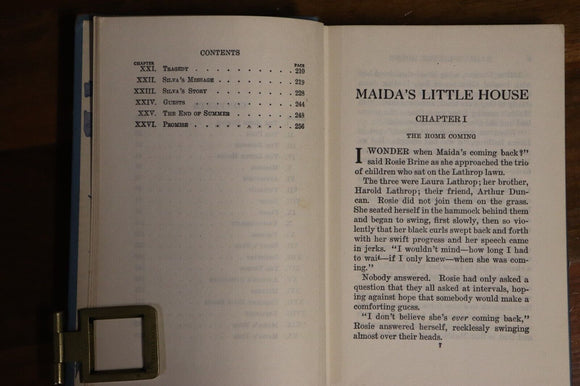 CONTENTS
CHAPTER PAGE
XXI. Tragedy . . . . . . . . . . 210
XXII. Silva's Message . . . . . . . . 219
XXIII. Silva's Story . . . . . . . . 228
XXIV. Guests . . . . . . . . . . 244
XXV. The End of Summer . . . . . . 248
XXVI. Promise . . . . . . . . . . 256
MAIDA'S LITTLE HOUSE
CHAPTER I
THE HOME COMING
I WONDER when Maida's coming back?"
said Rosie Brine as she approached the trio
of children who sat on the Lathrop lawn.
The three were Laura Lathrop; her brother,
Harold Lathrop; their friend, Arthur Dun-
can. Rosie did not join them on the grass.
She seated herself in the hammock behind them
and began to swing, first slowly, then so vio-
lently that her black curls swept back and forth
with her swift progress and her speech came
in jerks. "I wouldn't mind—how long I had
to wait—if I only knew—when she was com-
ing."
Nobody answered. Rosie had only asked a
question that they all asked at intervals, hop-
ing against hope that somebody would make a
comforting guess.
"I don't believe she's ever coming back,"
Rosie answered herself, recklessly swinging
almost over their heads.
7